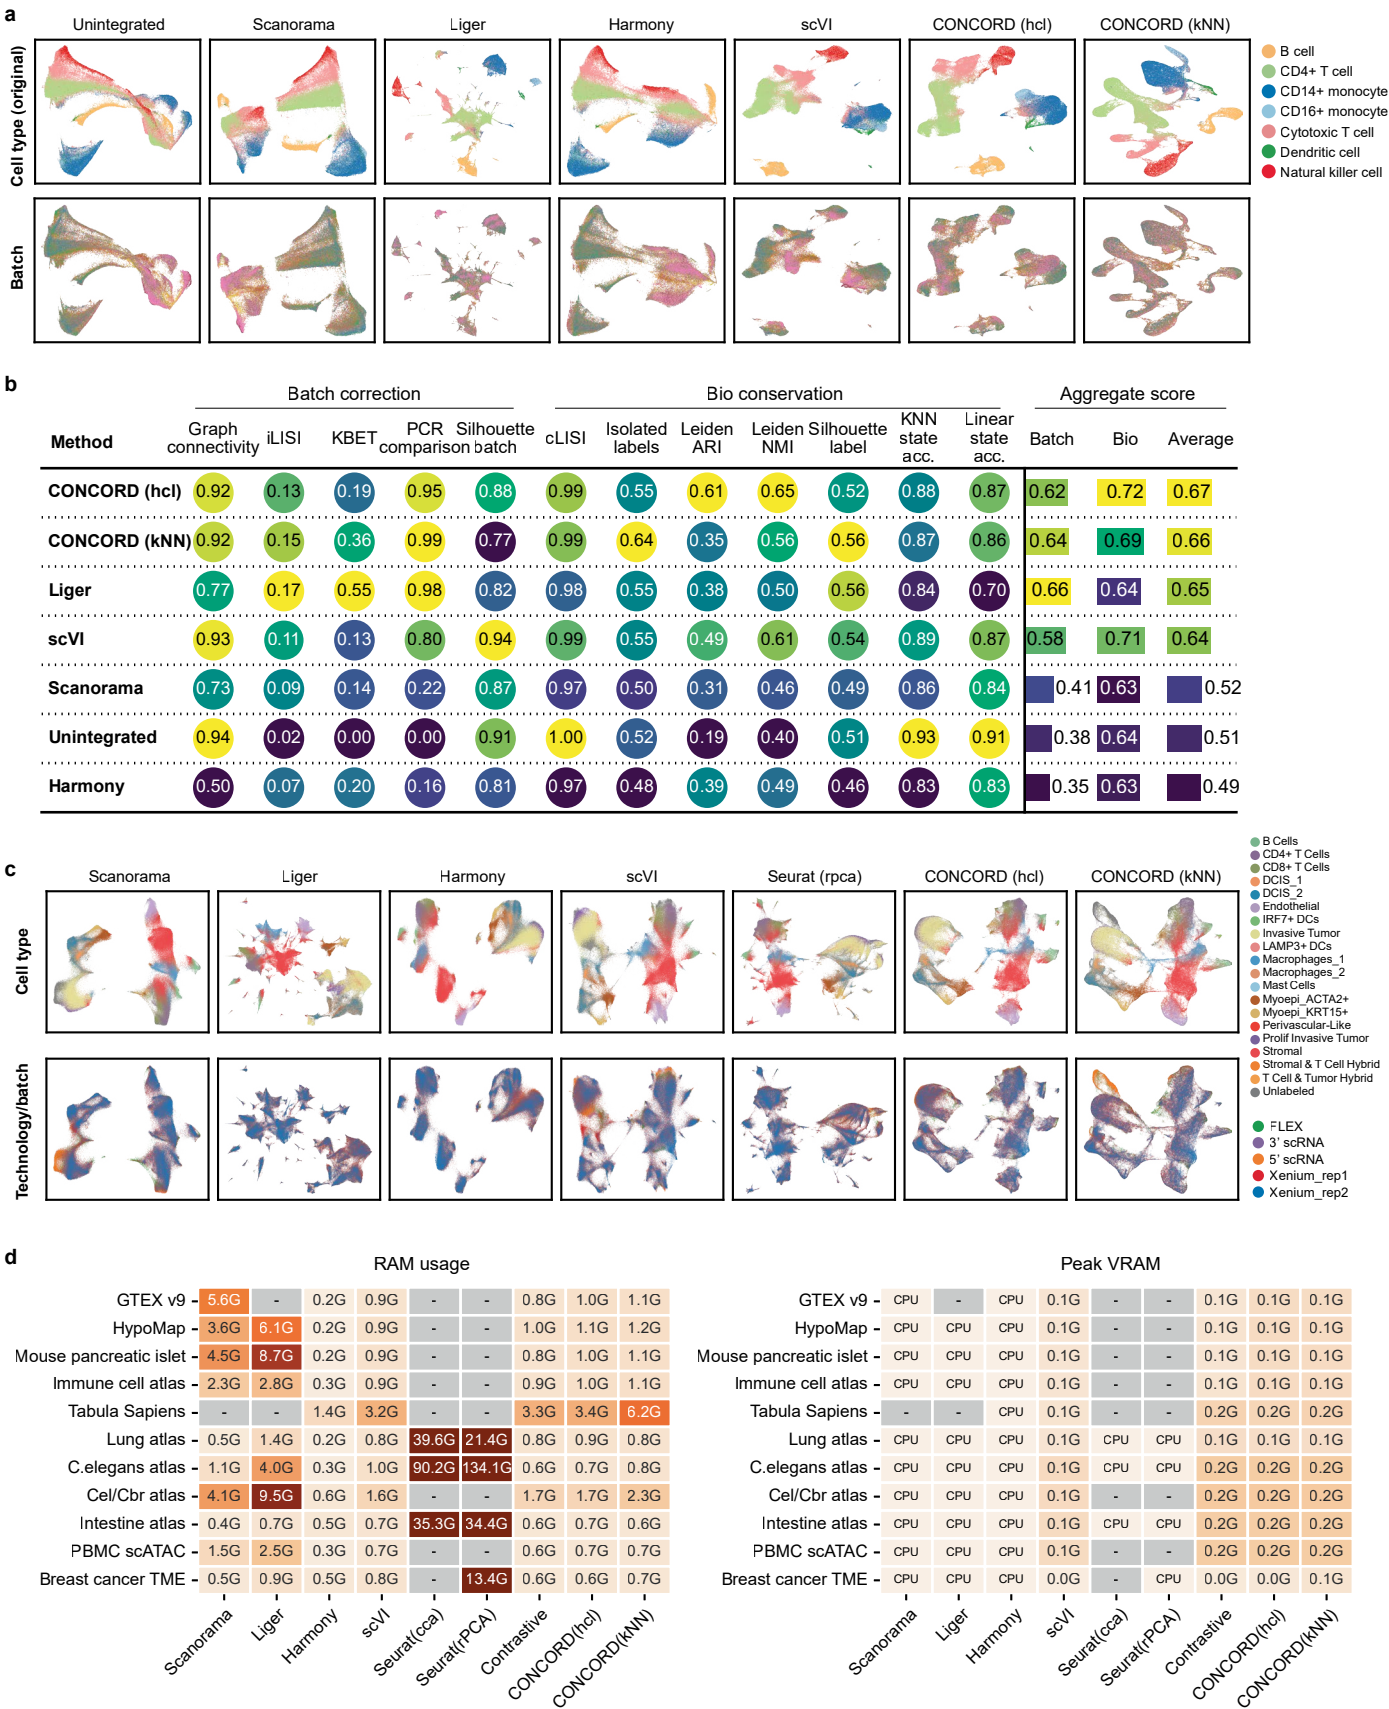 a
Unintegrated Scanorama Liger Harmony scVI CONCORD (hcl) CONCORD (kNN)
Cell type (original)
B cell
CD4+ T cell
CD14+ monocyte
CD16+ monocyte
Cytotoxic T cell
Dendritic cell
Natural killer cell
Batch
b
Batch correction Bio conservation Aggregate score
Method Graph connectivity iLISI KBET PCR comparison Silhouette batch cLISI Isolated labels Leiden ARI Leiden NMI Silhouette label KNN state acc. Linear state acc. Batch Bio Average
CONCORD (hcl) 0.92 0.13 0.19 0.95 0.88 0.99 0.55 0.61 0.65 0.52 0.88 0.87 0.62 0.72 0.67
CONCORD (kNN) 0.92 0.15 0.36 0.99 0.77 0.99 0.64 0.35 0.56 0.56 0.87 0.86 0.64 0.69 0.66
Liger 0.77 0.17 0.55 0.98 0.82 0.98 0.55 0.38 0.50 0.56 0.84 0.70 0.66 0.64 0.65
scVI 0.93 0.11 0.13 0.80 0.94 0.99 0.55 0.49 0.61 0.54 0.89 0.87 0.58 0.71 0.64
Scanorama 0.73 0.09 0.14 0.22 0.87 0.97 0.50 0.31 0.46 0.49 0.86 0.84 0.41 0.63 0.52
Unintegrated 0.94 0.02 0.00 0.00 0.91 1.00 0.52 0.19 0.40 0.51 0.93 0.91 0.38 0.64 0.51
Harmony 0.50 0.07 0.20 0.16 0.81 0.97 0.48 0.39 0.49 0.46 0.83 0.83 0.35 0.63 0.49
c
Scanorama Liger Harmony scVI Seurat (rpca) CONCORD (hcl) CONCORD (kNN)
Cell type
B Cells
CD4+ T Cells
CD8+ T Cells
DCIS_1
DCIS_2
Endothelial
IRF7+ DCs
Invasive Tumor
LAMP3+ DCs
Macrophages_1
Macrophages_2
Mast Cells
Myoepi_ACTA2+
Myoepi_KRT15+
Perivascular-Like
Prolif Invasive Tumor
Stromal
Stromal & T Cell Hybrid
T Cell & Tumor Hybrid
Unlabeled
Technology/batch
FLEX
3' scRNA
5' scRNA
Xenium_rep1
Xenium_rep2
d
RAM usage
GTEX v9 5.6G - 0.2G 0.9G - - 0.8G 1.0G 1.1G
HypoMap 3.6G 6.1G 0.2G 0.9G - - 1.0G 1.1G 1.2G
Mouse pancreatic islet 4.5G 8.7G 0.2G 0.9G - - 0.8G 1.0G 1.1G
Immune cell atlas 2.3G 2.8G 0.3G 0.9G - - 0.9G 1.0G 1.1G
Tabula Sapiens - - 1.4G 3.2G - - 3.3G 3.4G 6.2G
Lung atlas 0.5G 1.4G 0.2G 0.8G 39.6G 21.4G 0.8G 0.9G 0.8G
C.elegans atlas 1.1G 4.0G 0.3G 1.0G 90.2G 134.1G 0.6G 0.7G 0.8G
Cel/Cbr atlas 4.1G 9.5G 0.6G 1.6G - - 1.7G 1.7G 2.3G
Intestine atlas 0.4G 0.7G 0.5G 0.7G 35.3G 34.4G 0.6G 0.7G 0.6G
PBMC scATAC 1.5G 2.5G 0.3G 0.7G - - 0.6G 0.7G 0.7G
Breast cancer TME 0.5G 0.9G 0.5G 0.8G - 13.4G 0.6G 0.6G 0.7G
Scanorama Liger Harmony scVI Seurat(cca) Seurat(rPCA) Contrastive CONCORD(hcl) CONCORD(kNN)
Peak VRAM
GTEX v9 CPU - CPU 0.1G - - 0.1G 0.1G 0.1G
HypoMap CPU CPU CPU 0.1G - - 0.1G 0.1G 0.1G
Mouse pancreatic islet CPU CPU CPU 0.1G - - 0.1G 0.1G 0.1G
Immune cell atlas CPU CPU CPU 0.1G - - 0.1G 0.1G 0.1G
Tabula Sapiens - - CPU 0.1G - - 0.2G 0.2G 0.2G
Lung atlas CPU CPU CPU 0.1G CPU CPU 0.1G 0.1G 0.1G
C.elegans atlas CPU CPU CPU 0.1G CPU CPU 0.2G 0.2G 0.2G
Cel/Cbr atlas CPU CPU CPU 0.1G - - 0.2G 0.2G 0.2G
Intestine atlas CPU CPU CPU 0.1G CPU CPU 0.2G 0.2G 0.2G
PBMC scATAC CPU CPU CPU 0.1G - - 0.2G 0.2G 0.2G
Breast cancer TME CPU CPU CPU 0.0G - CPU 0.0G 0.0G 0.1G
Scanorama Liger Harmony scVI Seurat(cca) Seurat(rPCA) Contrastive CONCORD(hcl) CONCORD(kNN)